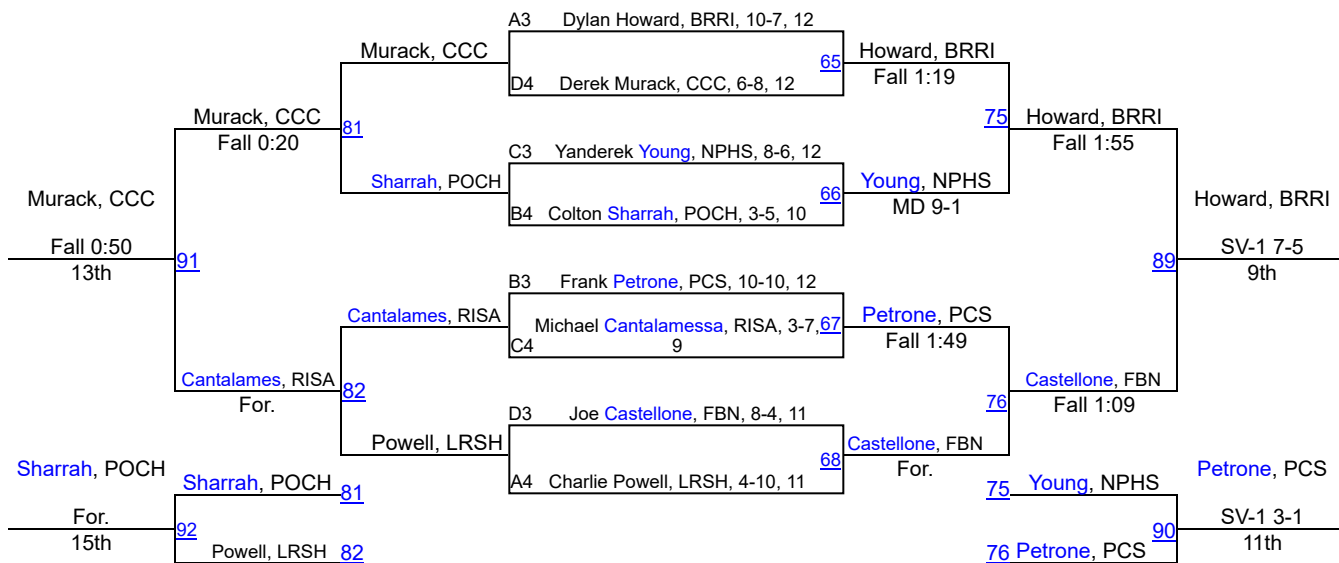 A3 Dylan Howard, BRRI, 10-7, 12
Murack, CCC
65
Howard, BRRI
Fall 1:19
D4 Derek Murack, CCC, 6-8, 12
Murack, CCC
81
Fall 0:20
75
Howard, BRRI
Fall 1:55
C3 Yanderek Young, NPHS, 8-6, 12
Sharrah, POCH
66
Young, NPHS
MD 9-1
B4 Colton Sharrah, POCH, 3-5, 10
Murack, CCC
Fall 0:50
13th
91
Howard, BRRI
89
SV-1 7-5
9th
B3 Frank Petrone, PCS, 10-10, 12
Cantalames, RISA
Michael Cantalamessa, RISA, 3-7,
C4 9
67
Petrone, PCS
Fall 1:49
Cantalames, RISA
82
For.
76
Castellone, FBN
Fall 1:09
D3 Joe Castellone, FBN, 8-4, 11
Powell, LRSH
68
Castellone, FBN
For.
A4 Charlie Powell, LRSH, 4-10, 11
Sharrah, POCH
Sharrah, POCH 81
75 Young, NPHS
Petrone, PCS
For.
15th
92
90
SV-1 3-1
11th
Powell, LRSH 82
76 Petrone, PCS